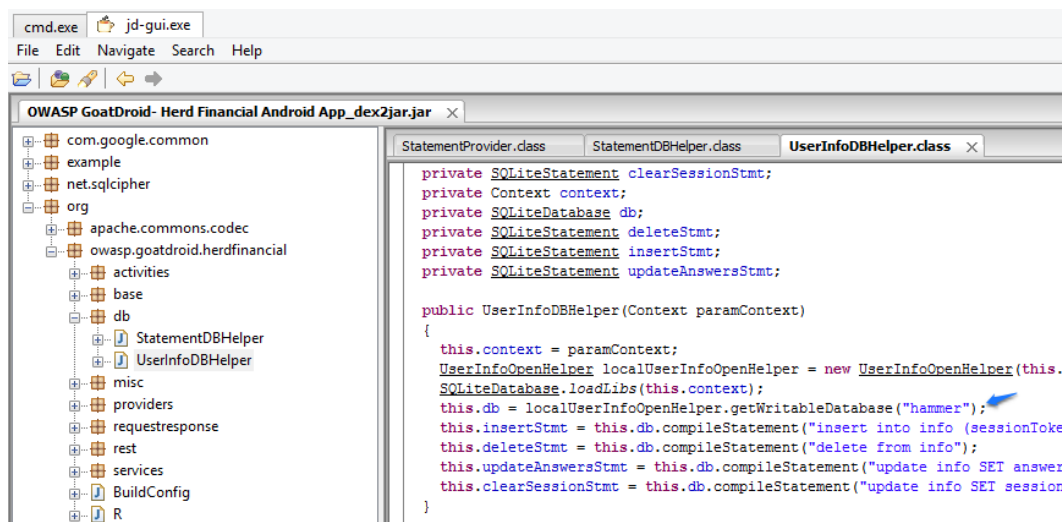 cmd.exe jd-gui.exe
File Edit Navigate Search Help
OWASP GoatDroid- Herd Financial Android App_dex2jar.jar
com.google.common
example
net.sqlcipher
org
apache.commons.codec
owasp.goatdroid.herdfinancial
activities
base
db
StatementDBHelper
UserInfoDBHelper
misc
providers
requestresponse
rest
services
BuildConfig
R
StatementProvider.class StatementDBHelper.class UserInfoDBHelper.class
private SQLiteStatement clearSessionStmt;
private Context context;
private SQLiteDatabase db;
private SQLiteStatement deleteStmt;
private SQLiteStatement insertStmt;
private SQLiteStatement updateAnswersStmt;
public UserInfoDBHelper(Context paramContext)
{
this.context = paramContext;
UserInfoOpenHelper localUserInfoOpenHelper = new UserInfoOpenHelper(this.
SQLiteDatabase.loadLibs(this.context);
this.db = localUserInfoOpenHelper.getWritableDatabase("hammer");
this.insertStmt = this.db.compileStatement("insert into info (sessionToke
this.deleteStmt = this.db.compileStatement("delete from info");
this.updateAnswersStmt = this.db.compileStatement("update info SET answer
this.clearSessionStmt = this.db.compileStatement("update info SET session
}